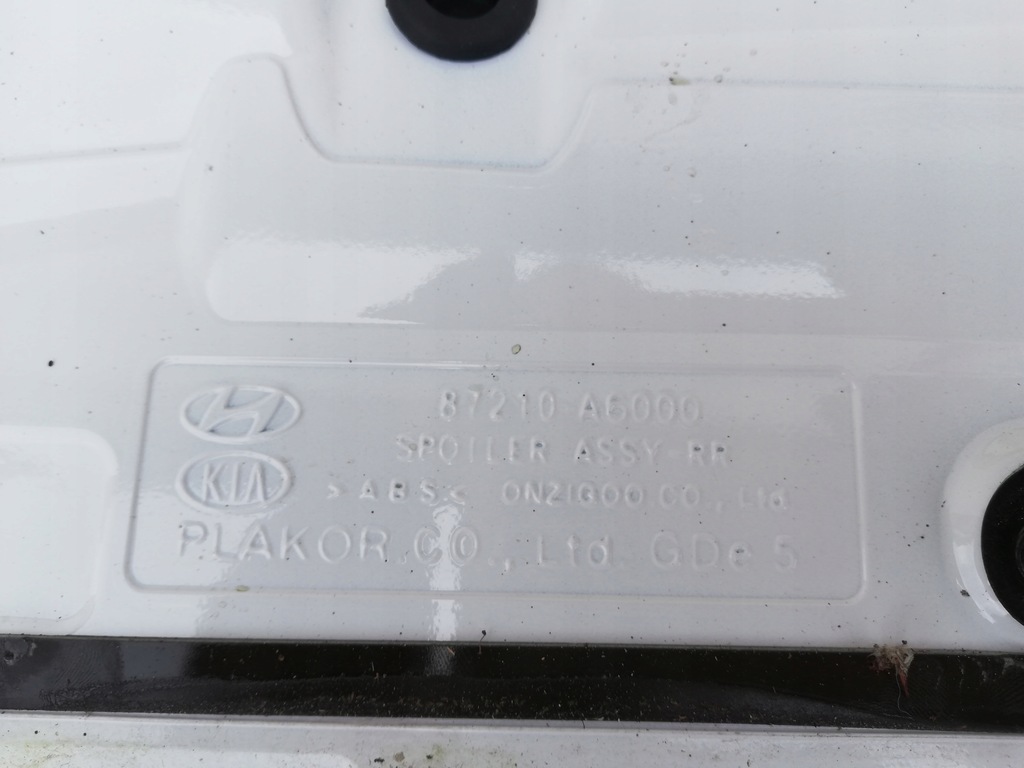 87210-A6000
SPOILER ASSY-RR
KIA
>ABS< ONZIGOO CO., Ltd.
PLAKOR.CO., Ltd. GDe 5